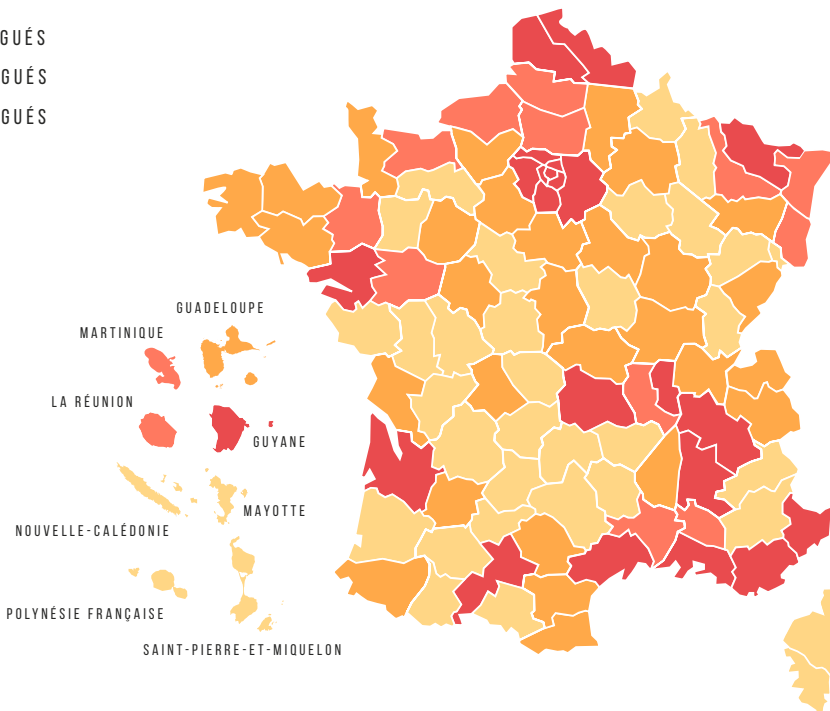 GUÉS
GUÉS
GUÉS
GUADELOUPE
MARTINIQUE
LA RÉUNION
GUYANE
MAYOTTE
NOUVELLE-CALÉDONIE
POLYNÉSIE FRANÇAISE
SAINT-PIERRE-ET-MIQUELON